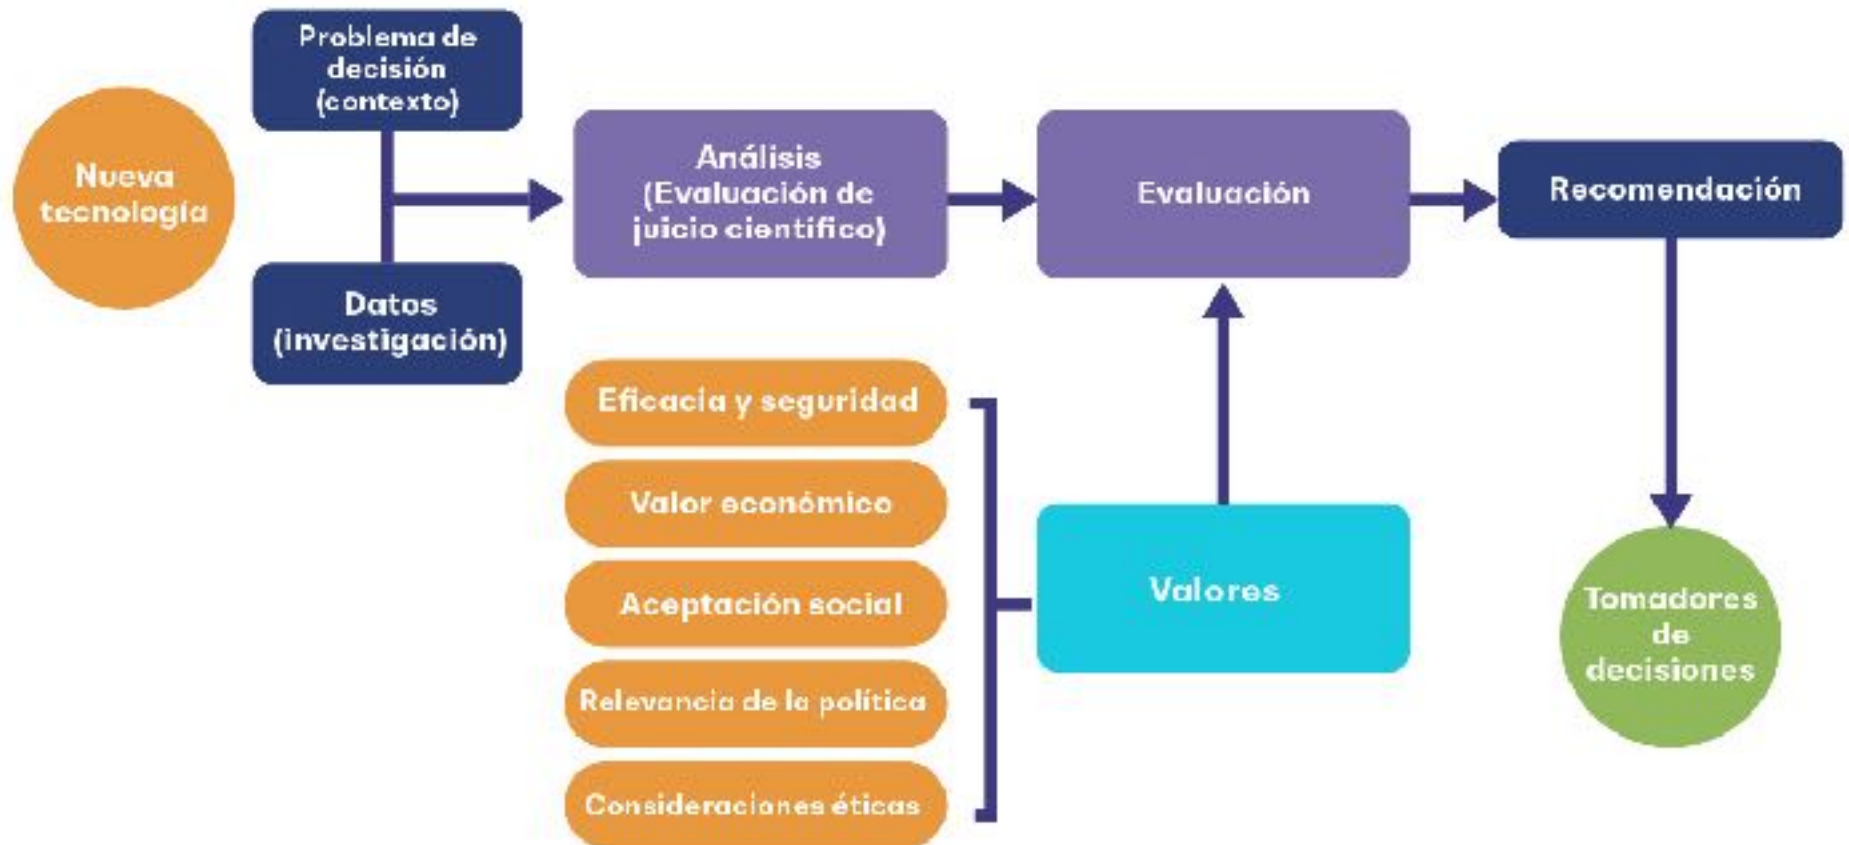 Nueva
tecnología
Problema de
decisión
(contexto)
Datos
(investigación)
Análisis
(Evaluación de
juicio científico)
Evaluación
Recomendación
Eficacia y seguridad
Valor económico
Aceptación social
Relevancia de la política
Consideraciones éticas
Valores
Tomadores
de
decisiones